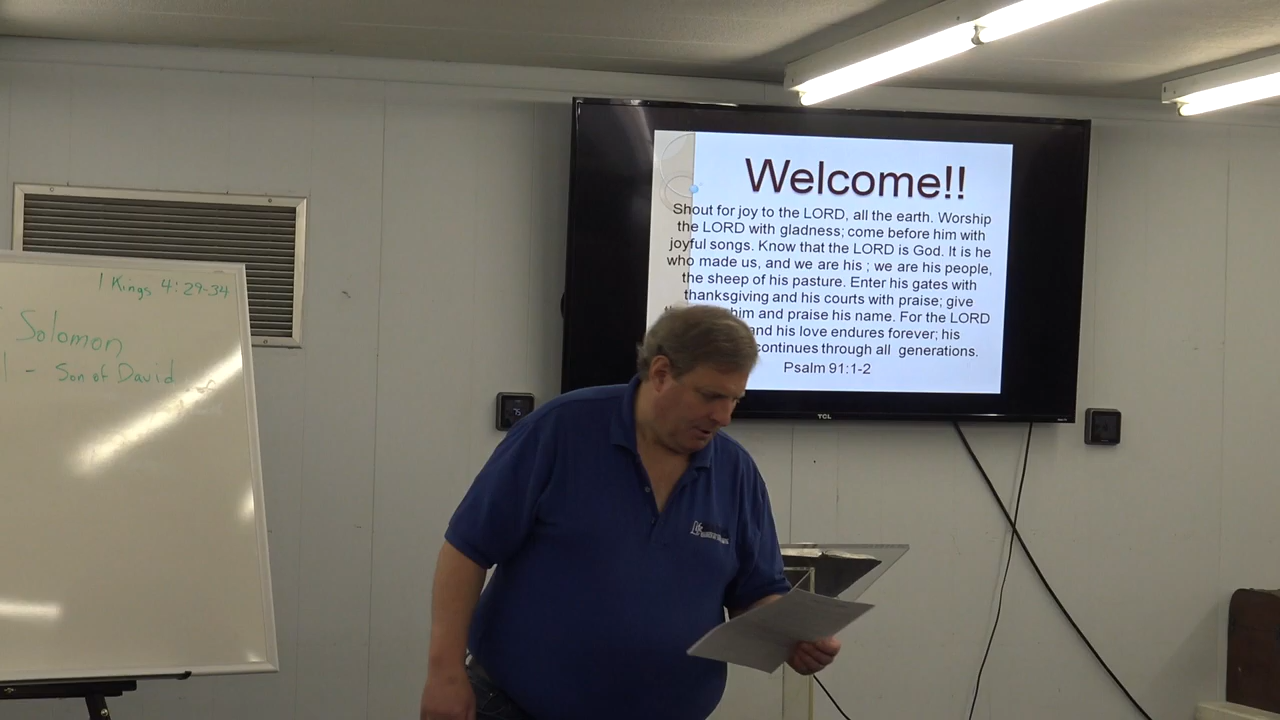 1 Kings 4:29-34
Solomon
1 - Son of David
Welcome!!
Shout for joy to the LORD, all the earth. Worship
the LORD with gladness; come before him with
joyful songs. Know that the LORD is God. It is he
who made us, and we are his ; we are his people,
the sheep of his pasture. Enter his gates with
thanksgiving and his courts with praise; give
him and praise his name. For the LORD
and his love endures forever; his
continues through all generations.
Psalm 91:1-2
TCL
75
Life